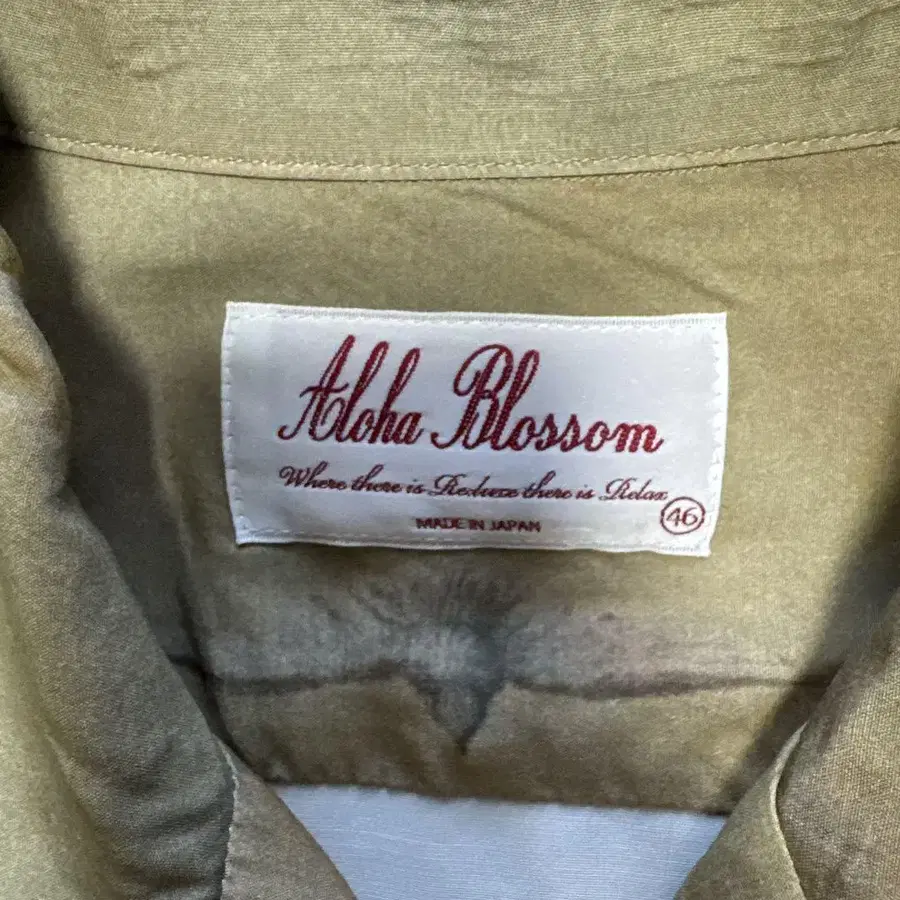 Aloha Blossom
Where there is Reduze there is Relax
MADE IN JAPAN
46